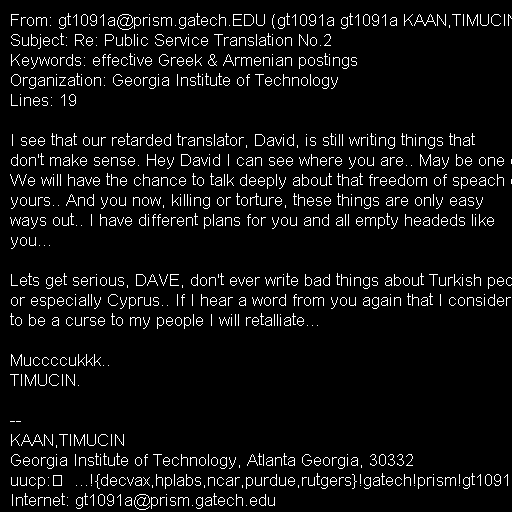 From: gt1091a@prism.gatech.EDU (gt1091a gt1091a KAAN,TIMUCIN
Subject: Re: Public Service Translation No.2
Keywords: effective Greek & Armenian postings
Organization: Georgia Institute of Technology
Lines: 19

I see that our retarded translator, David, is still writing things that
don't make sense. Hey David I can see where you are.. May be one
We will have the chance to talk deeply about that freedom of speach
yours.. And you now, killing or torture, these things are only easy
ways out.. I have different plans for you and all empty headeds like
you...

Lets get serious, DAVE, don't ever write bad things about Turkish
or especially Cyprus.. If I hear a word from you again that I consider
to be a curse to my people I will retalliate...

Muccccukkk..
TIMUCIN.

--
KAAN,TIMUCIN
Georgia Institute of Technology, Atlanta Georgia, 30332
uucp: ...!{decvax,hplabs,ncar,purdue,rutgers}!gatech!prism!gt1091
Internet: gt1091a@prism.gatech.edu